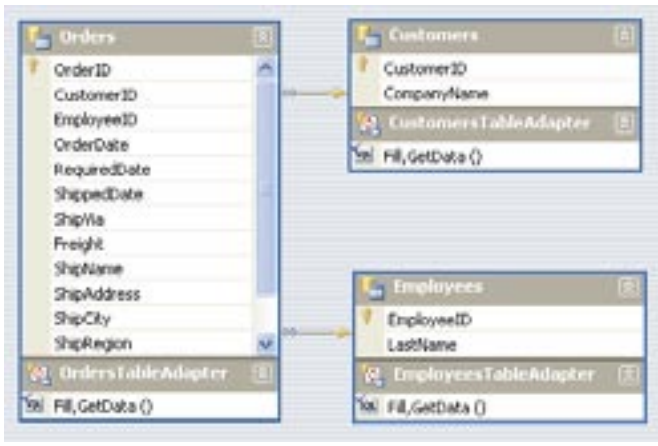 Orders
OrderID
CustomerID
EmployeeID
OrderDate
RequiredDate
ShippedDate
ShipVia
Freight
ShipName
ShipAddress
ShipCity
ShipRegion
OrdersTableAdapter
Fill,GetData ()
Customers
CustomerID
CompanyName
CustomersTableAdapter
Fill,GetData ()
Employees
EmployeeID
LastName
EmployeesTableAdapter
Fill,GetData ()